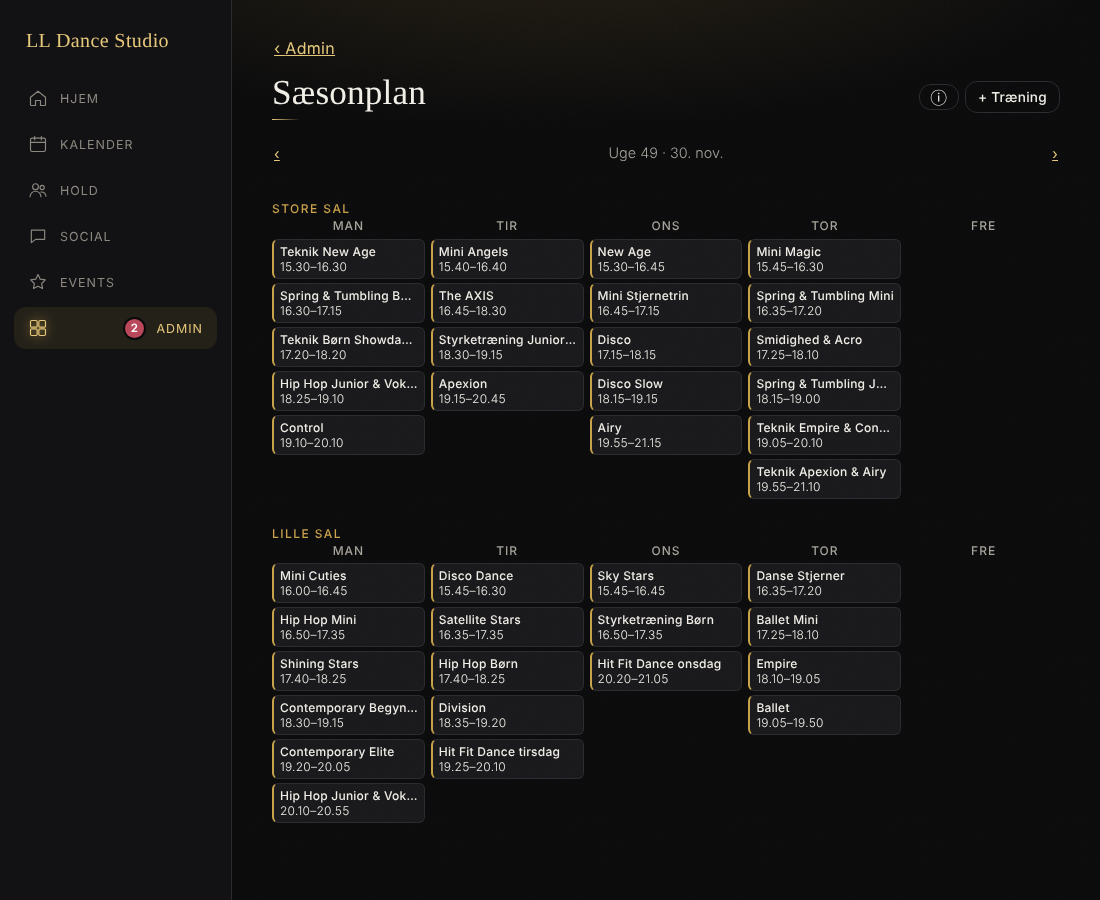 LL Dance Studio
HJEM
KALENDER
HOLD
SOCIAL
EVENTS
2 ADMIN
‹ Admin
Sæsonplan
ⓘ
+ Træning
‹ Uge 49 · 30. nov. ›
STORE SAL
MAN TIR ONS TOR FRE
Teknik New Age
15.30–16.30
Spring & Tumbling B...
16.30–17.15
Teknik Børn Showda...
17.20–18.20
Hip Hop Junior & Vok...
18.25–19.10
Control
19.10–20.10
Mini Angels
15.40–16.40
The AXIS
16.45–18.30
Styrketræning Junior...
18.30–19.15
Apexion
19.15–20.45
New Age
15.30–16.45
Mini Stjernetrin
16.45–17.15
Disco
17.15–18.15
Disco Slow
18.15–19.15
Airy
19.55–21.15
Mini Magic
15.45–16.30
Spring & Tumbling Mini
16.35–17.20
Smidighed & Acro
17.25–18.10
Spring & Tumbling J...
18.15–19.00
Teknik Empire & Con...
19.05–20.10
Teknik Apexion & Airy
19.55–21.10
LILLE SAL
MAN TIR ONS TOR FRE
Mini Cuties
16.00–16.45
Hip Hop Mini
16.50–17.35
Shining Stars
17.40–18.25
Contemporary Begyn...
18.30–19.15
Contemporary Elite
19.20–20.05
Hip Hop Junior & Vok...
20.10–20.55
Disco Dance
15.45–16.30
Satellite Stars
16.35–17.35
Hip Hop Børn
17.40–18.25
Division
18.35–19.20
Hit Fit Dance tirsdag
19.25–20.10
Sky Stars
15.45–16.45
Styrketræning Børn
16.50–17.35
Hit Fit Dance onsdag
20.20–21.05
Danse Stjerner
16.35–17.20
Ballet Mini
17.25–18.10
Empire
18.10–19.05
Ballet
19.05–19.50